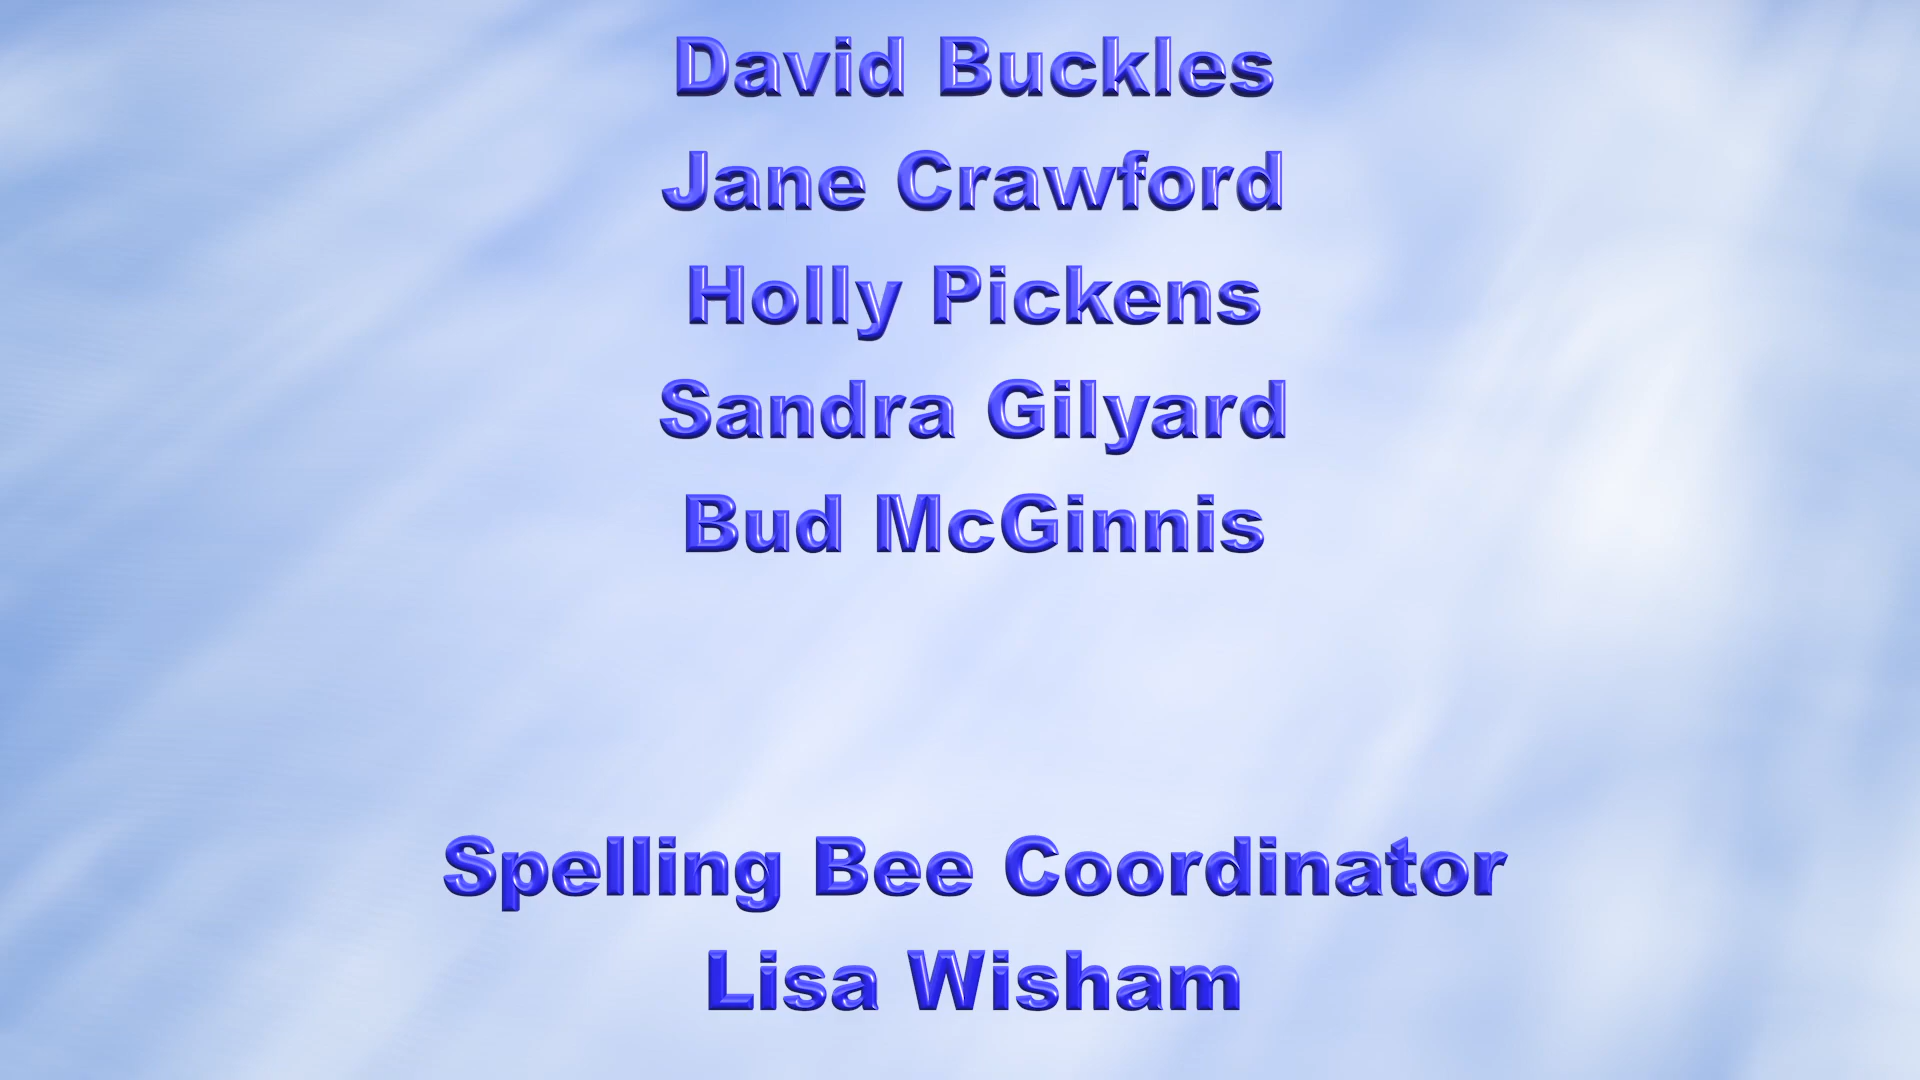 David Buckles
Jane Crawford
Holly Pickens
Sandra Gilyard
Bud McGinnis
Spelling Bee Coordinator
Lisa Wisham